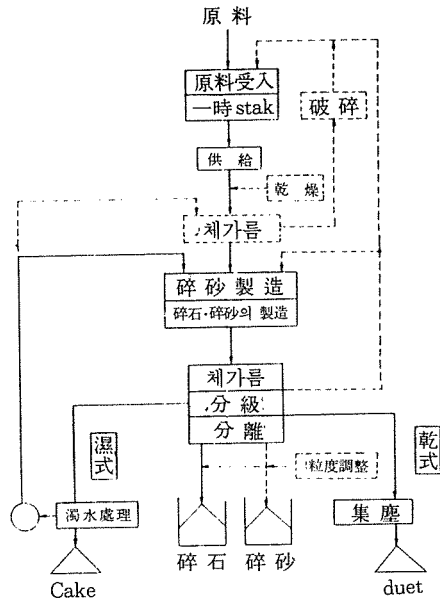 原料
原料受入
一時stak
破碎
供給
乾燥
체가름
碎砂製造
碎石·碎砂의 製造
체가름
分級
分離
濕式
乾式
粒度調整
濁水處理
集塵
碎石
碎砂
Cake
duet